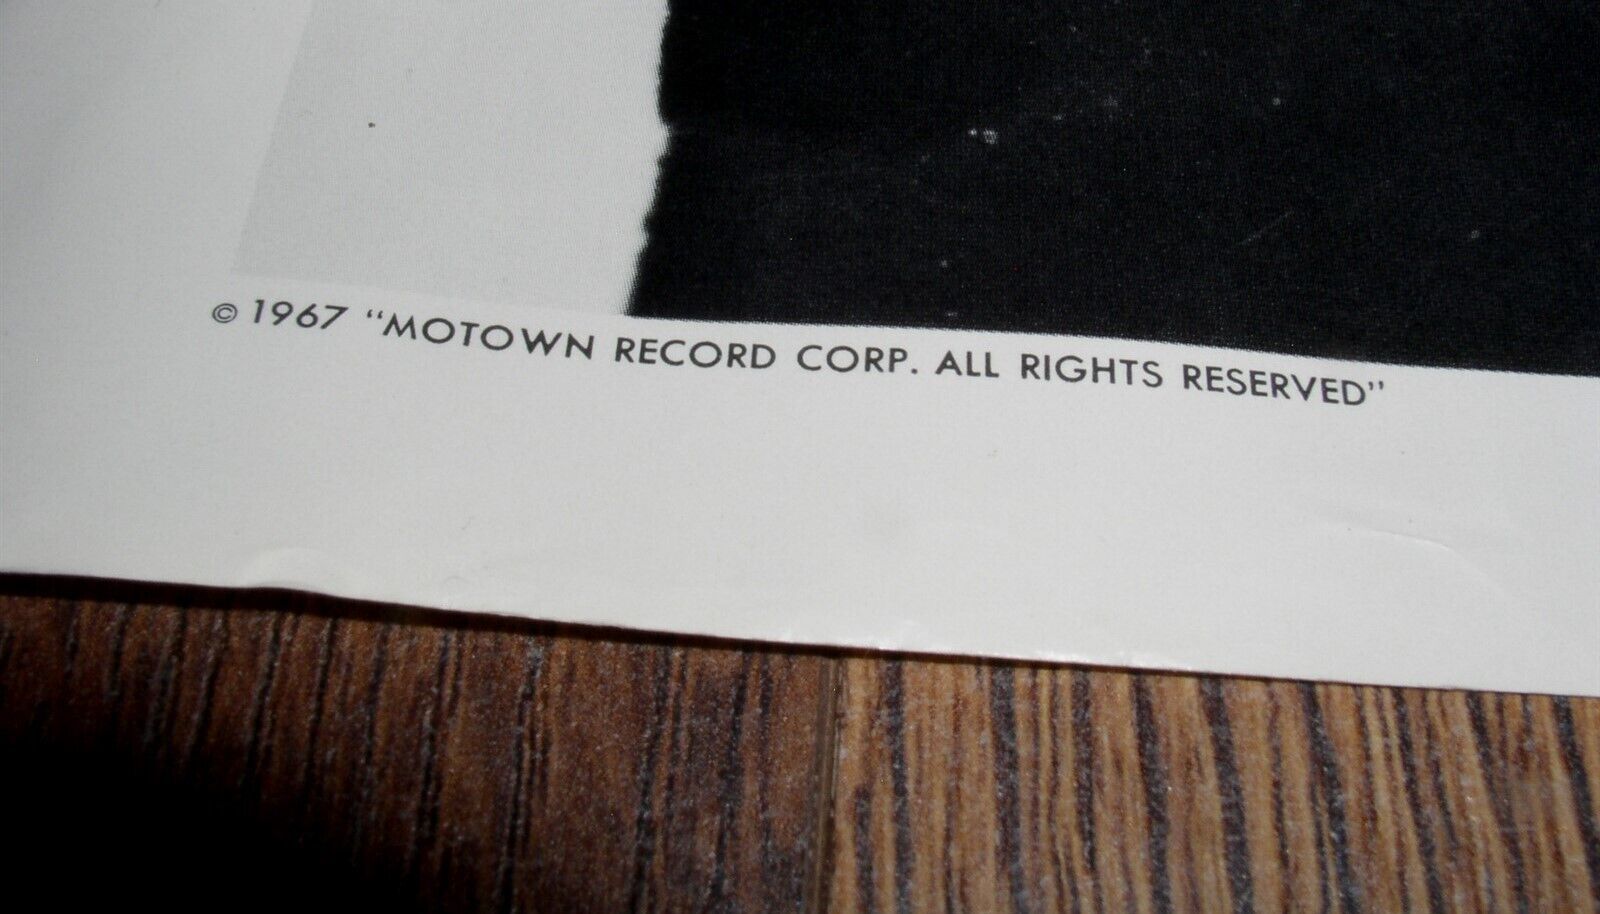 © 1967 “MOTOWN RECORD CORP. ALL RIGHTS RESERVED”